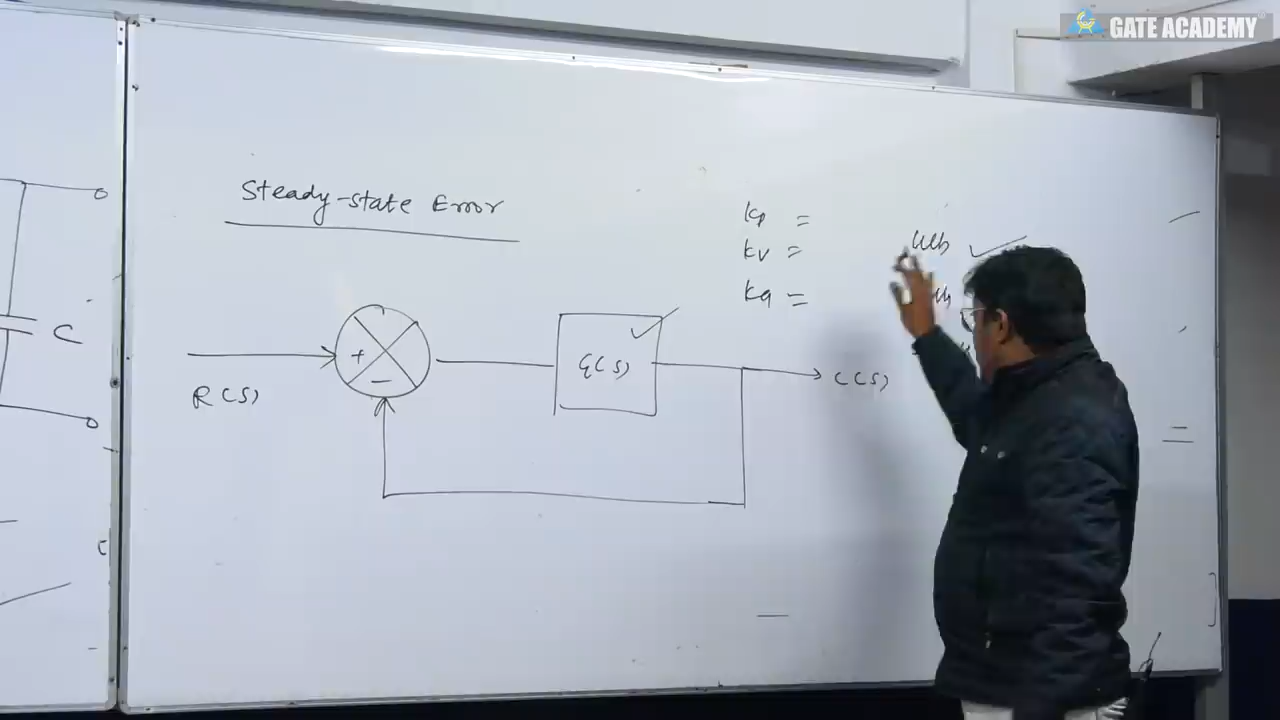 GATE ACADEMY
Steady-state Error
kp =
kv =
ka =
C
+
−
R(S)
G(S)
C(S)